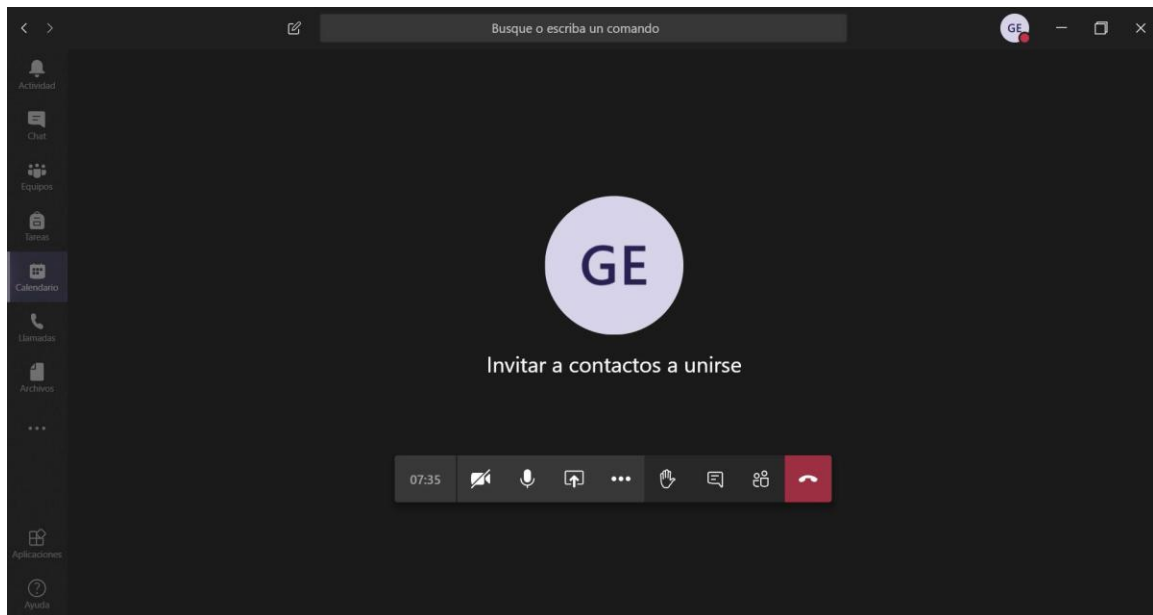 Busque o escriba un comando
GE
Actividad
Chat
Equipos
Tareas
Calendario
Llamadas
Archivos
Aplicaciones
Ayuda
GE
Invitar a contactos a unirse
07:35